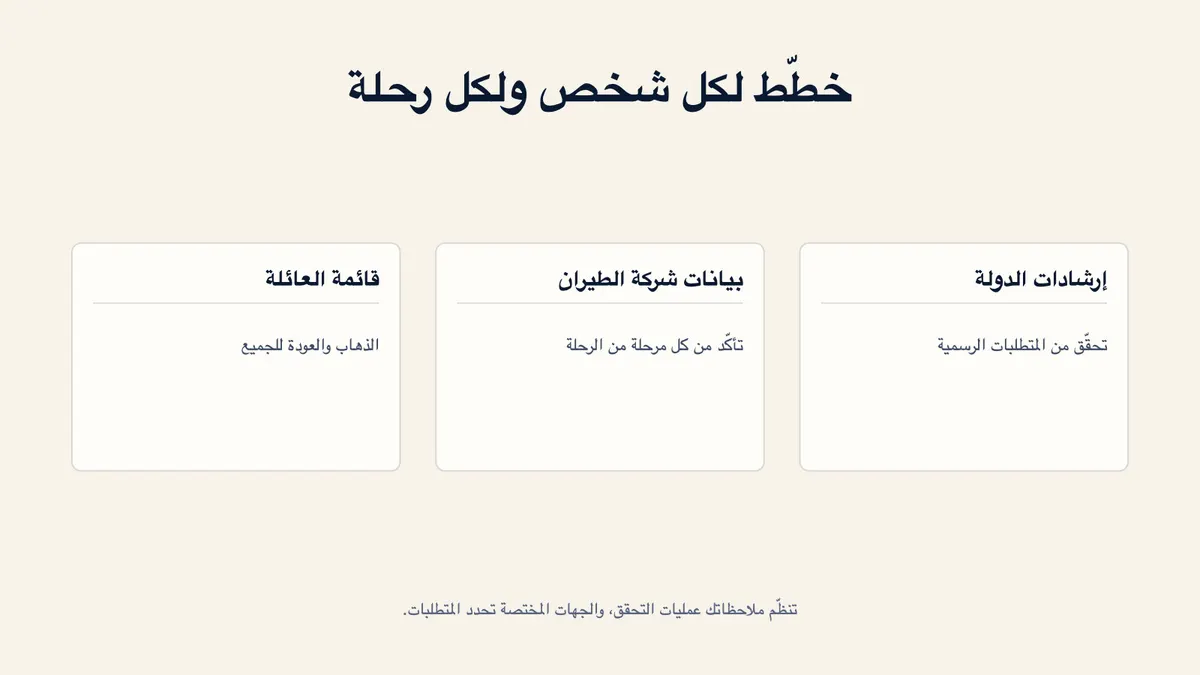 خطّط لكل شخص ولكل رحلة
إرشادات الدولة
تحقّق من المتطلبات الرسمية
بيانات شركة الطيران
تأكّد من كل مرحلة من الرحلة
قائمة العائلة
الذهاب والعودة للجميع
تنظّم ملاحظاتك عمليات التحقق، والجهات المختصة تحدد المتطلبات.